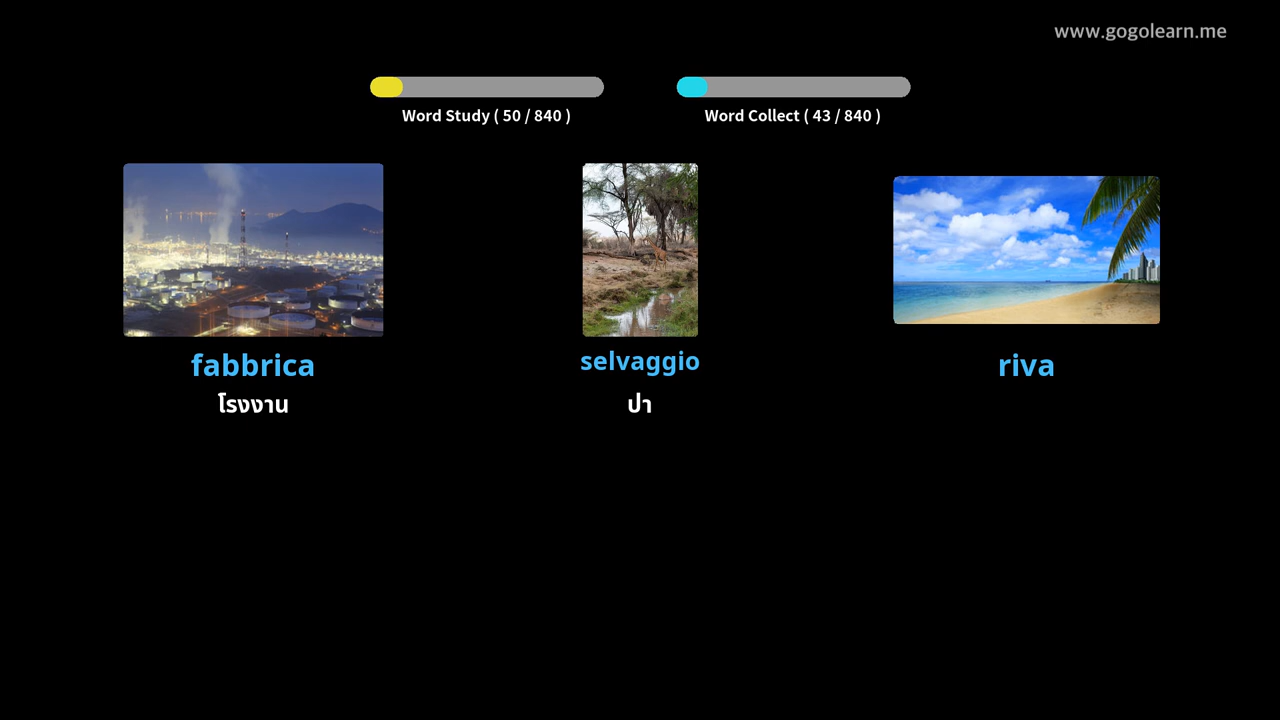 www.gogolearn.me
Word Study ( 50 / 840 )
Word Collect ( 43 / 840 )
fabbrica
selvaggio
riva
โรงงาน
ป่า